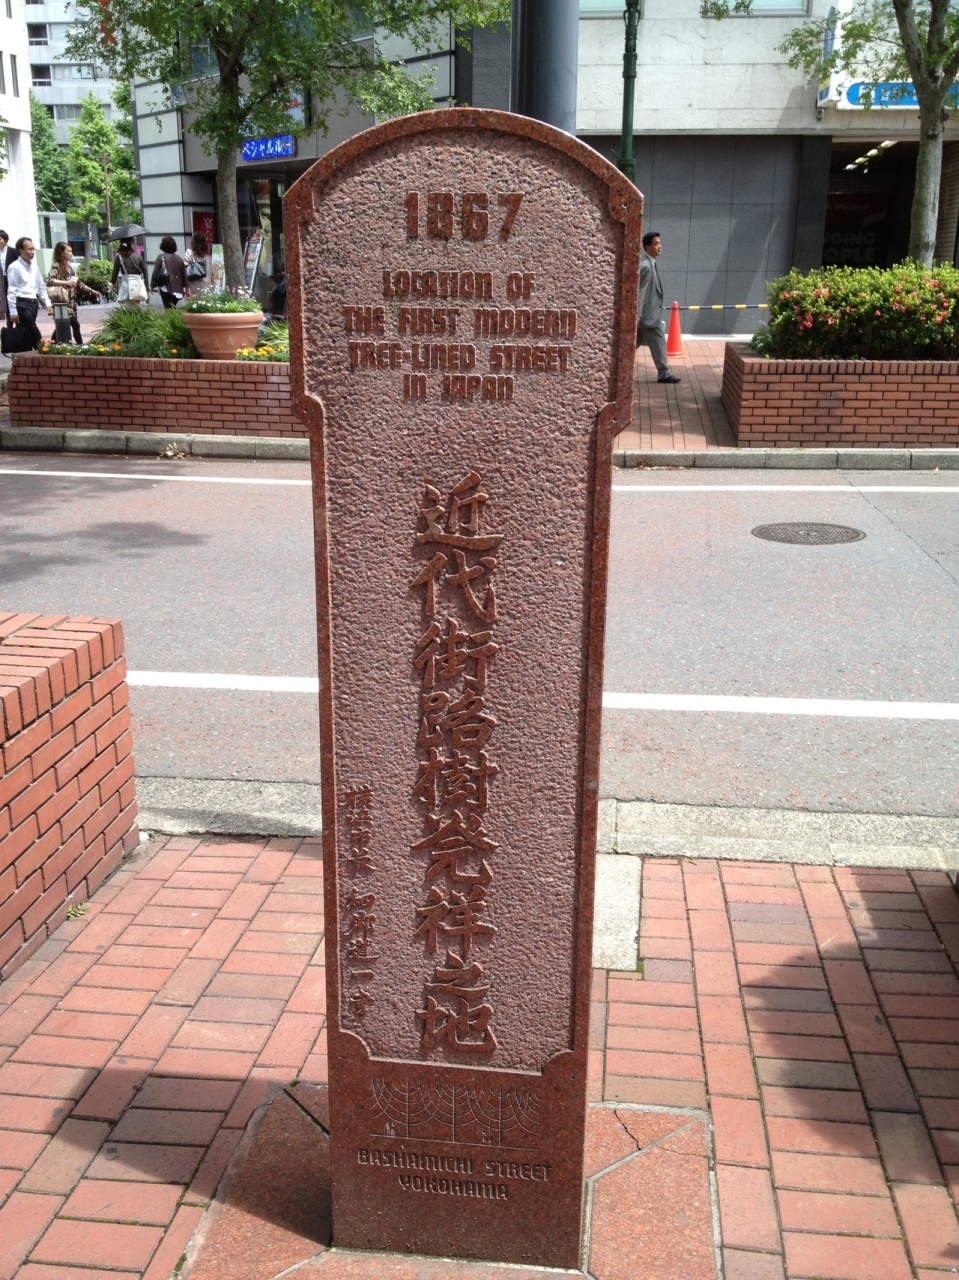 1867
LOCATION OF
THE FIRST MODERN
TREE-LINED STREET
IN JAPAN
近代街路樹発祥之地
横浜市長 細郷道一書
BASHAMICHI STREET
YOKOHAMA